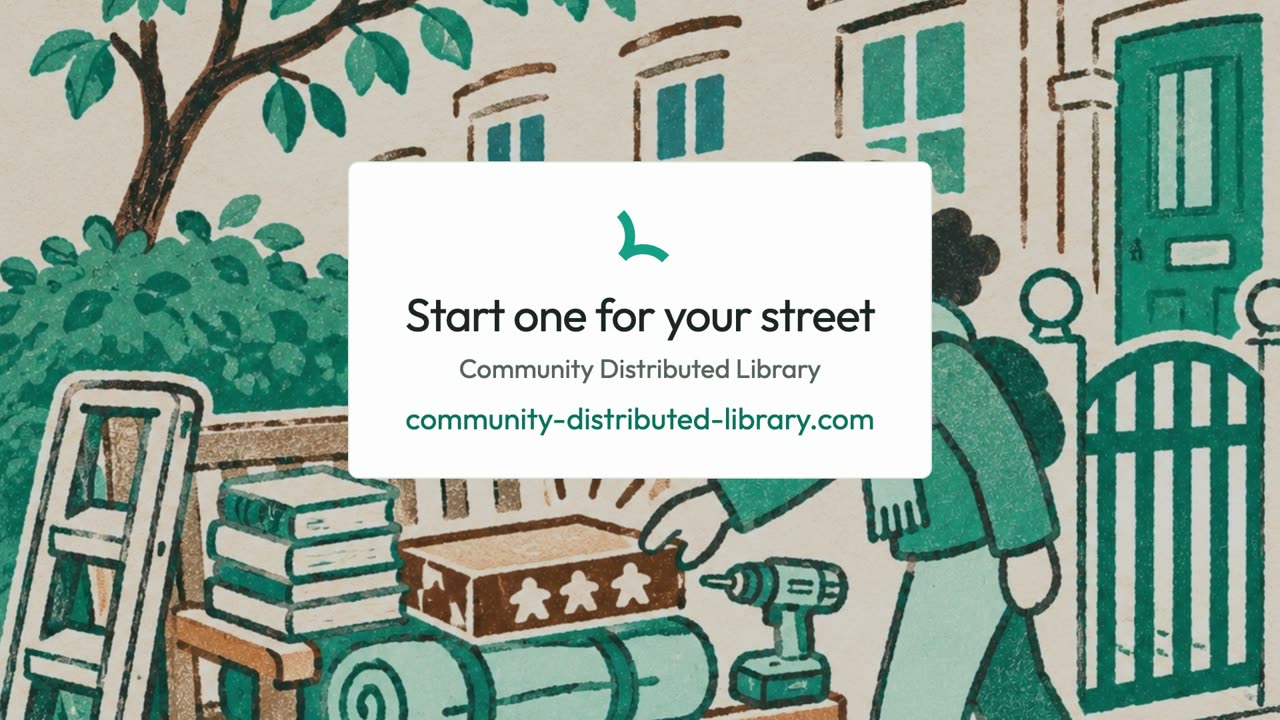 Start one for your street
Community Distributed Library
community-distributed-library.com